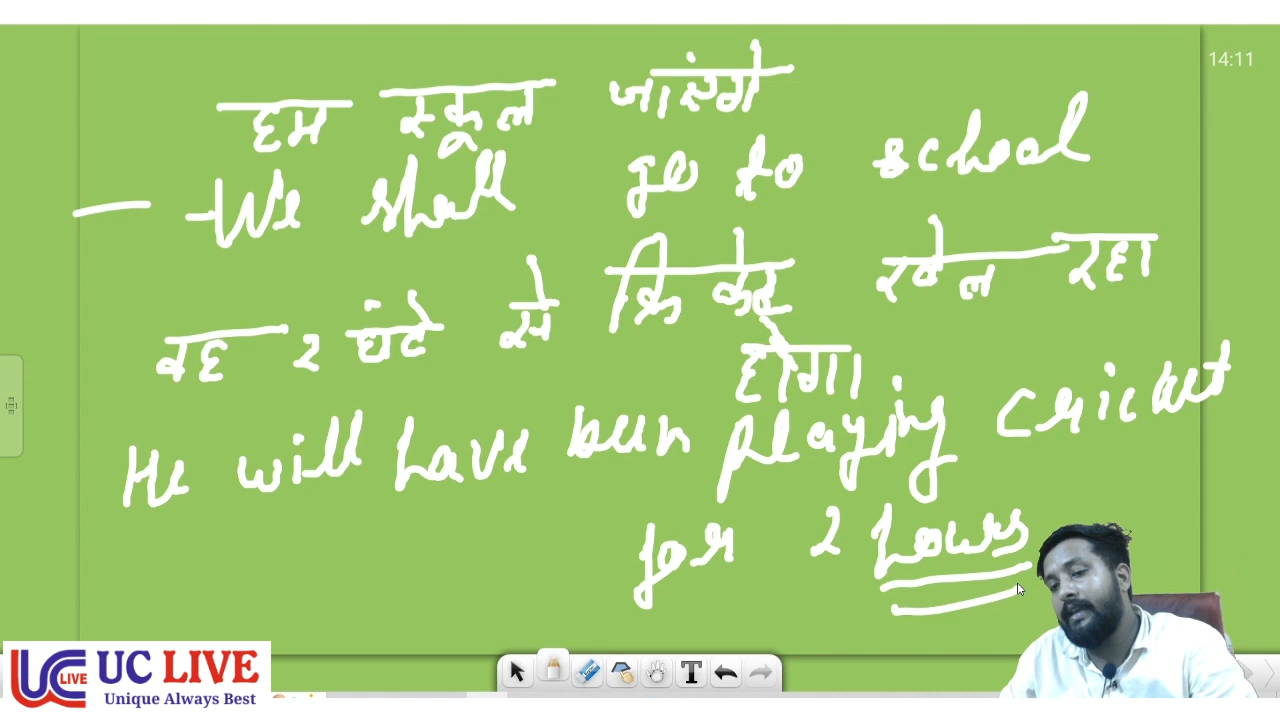 14:11
हम स्कूल जाएंगे
We shall go to school
वह 2 घंटे से क्रिकेट खेल रहा
होगा
He will have been playing cricket
for 2 hours
UC LIVE
LIVE
Unique Always Best
T